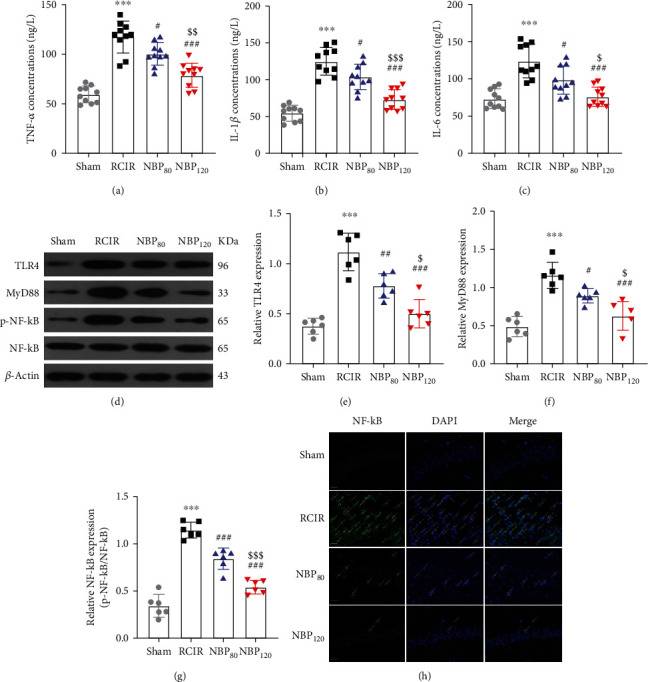 TNF-α concentrations (ng/L)
150
100
50
0
***
#
$$
###
Sham
RCIR
NBP80
NBP120
(a)
IL-1β concentrations (ng/L)
200
150
100
50
0
***
#
$$$
###
Sham
RCIR
NBP80
NBP120
(b)
IL-6 concentrations (ng/L)
200
150
100
50
0
***
#
$
###
Sham
RCIR
NBP80
NBP120
(c)
Sham
RCIR
NBP80
NBP120
KDa
TLR4
96
MyD88
33
p-NF-kB
65
NF-kB
65
β-Actin
43
(d)
Relative TLR4 expression
1.5
1.0
0.5
0.0
***
##
$
###
Sham
RCIR
NBP80
NBP120
(e)
Relative MyD88 expression
2.0
1.5
1.0
0.5
0.0
***
#
$
###
Sham
RCIR
NBP80
NBP120
(f)
Relative NF-kB expression
(p-NF-kB/NF-kB)
1.5
1.0
0.5
0.0
***
###
$$$
###
Sham
RCIR
NBP80
NBP120
(g)
NF-kB
DAPI
Merge
Sham
RCIR
NBP80
NBP120
(h)